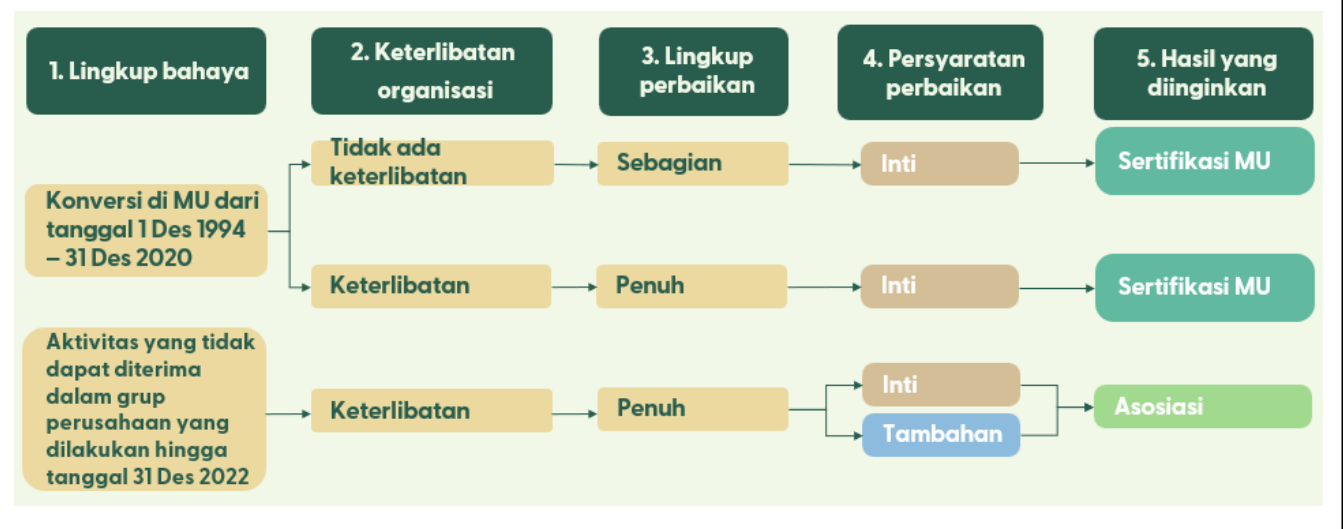 1. Lingkup bahaya
2. Keterlibatan
organisasi
3. Lingkup
perbaikan
4. Persyaratan
perbaikan
5. Hasil yang
diinginkan
Konversi di MU dari
tanggal 1 Des 1994
– 31 Des 2020
Tidak ada
keterlibatan
Sebagian
Inti
Sertifikasi MU
Keterlibatan
Penuh
Inti
Sertifikasi MU
Aktivitas yang tidak
dapat diterima
dalam grup
perusahaan yang
dilakukan hingga
tanggal 31 Des 2022
Keterlibatan
Penuh
Inti
Tambahan
Asosiasi